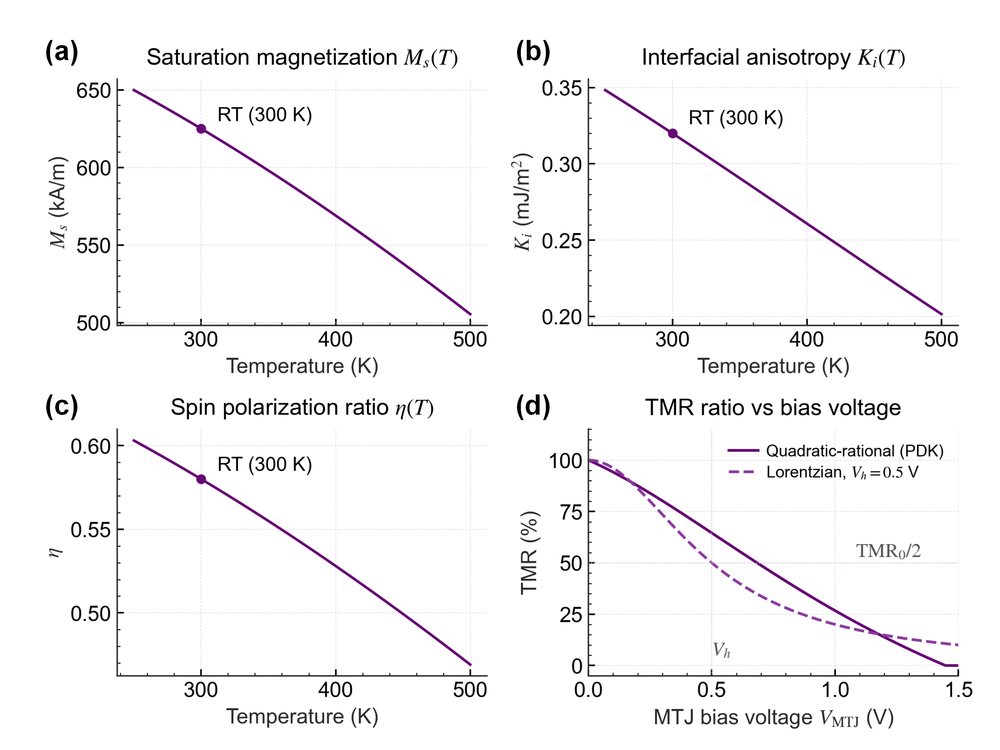 (a)
Saturation magnetization Mₛ(T)
650
600
550
500
Mₛ (kA/m)
RT (300 K)
300 400 500
Temperature (K)
(b)
Interfacial anisotropy Kᵢ(T)
0.35
0.30
0.25
0.20
Kᵢ (mJ/m²)
RT (300 K)
300 400 500
Temperature (K)
(c)
Spin polarization ratio η(T)
0.60
0.55
0.50
η
RT (300 K)
300 400 500
Temperature (K)
(d)
TMR ratio vs bias voltage
100
75
50
25
0
TMR (%)
Quadratic-rational (PDK)
Lorentzian, Vₕ = 0.5 V
TMR₀/2
Vₕ
0.0 0.5 1.0 1.5
MTJ bias voltage V_MTJ (V)